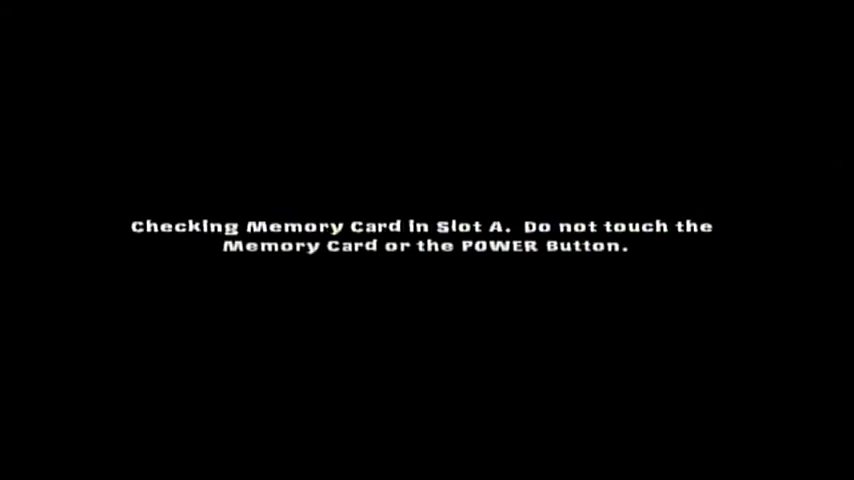 Checking Memory Card in Slot A.  Do not touch the
Memory Card or the POWER Button.